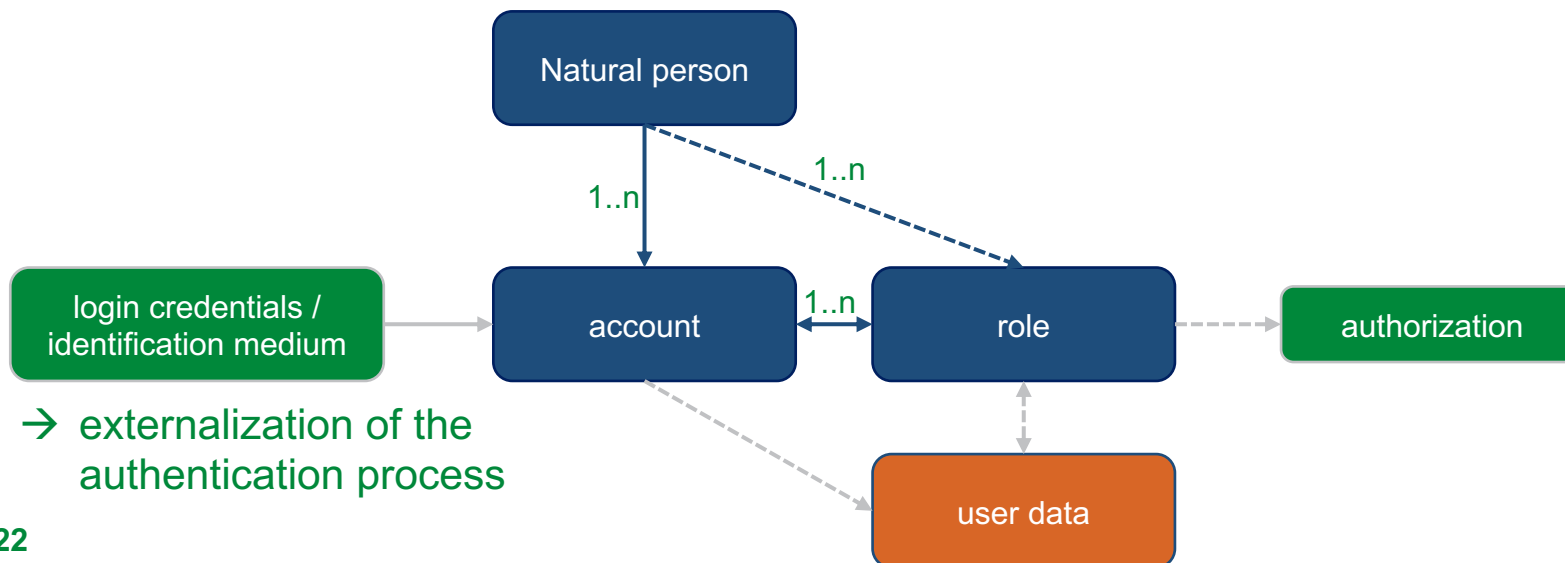 Natural person
1..n
1..n
login credentials /
identification medium
account
1..n
role
authorization
→ externalization of the
authentication process
user data
22